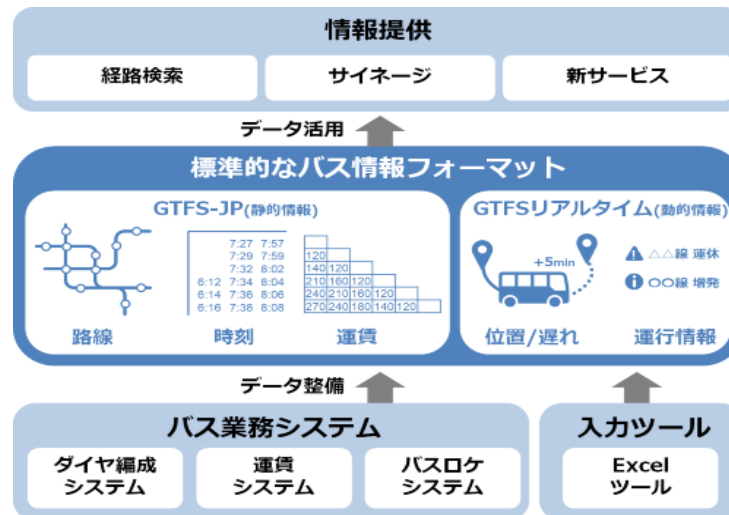 情報提供
経路検索
サイネージ
新サービス
データ活用
標準的なバス情報フォーマット
GTFS-JP(静的情報)
7:27 7:57
7:29 7:59
7:32 8:02
6:12 7:34 8:04
6:14 7:36 8:06
6:16 7:38 8:08
120
140 120
210 160 120
240 210 160 120
270 240 180 140 120
路線
時刻
運賃
GTFSリアルタイム(動的情報)
+5min
△△線 運休
〇〇線 増発
位置/遅れ
運行情報
データ整備
バス業務システム
ダイヤ編成
システム
運賃
システム
バスロケ
システム
入力ツール
Excel
ツール